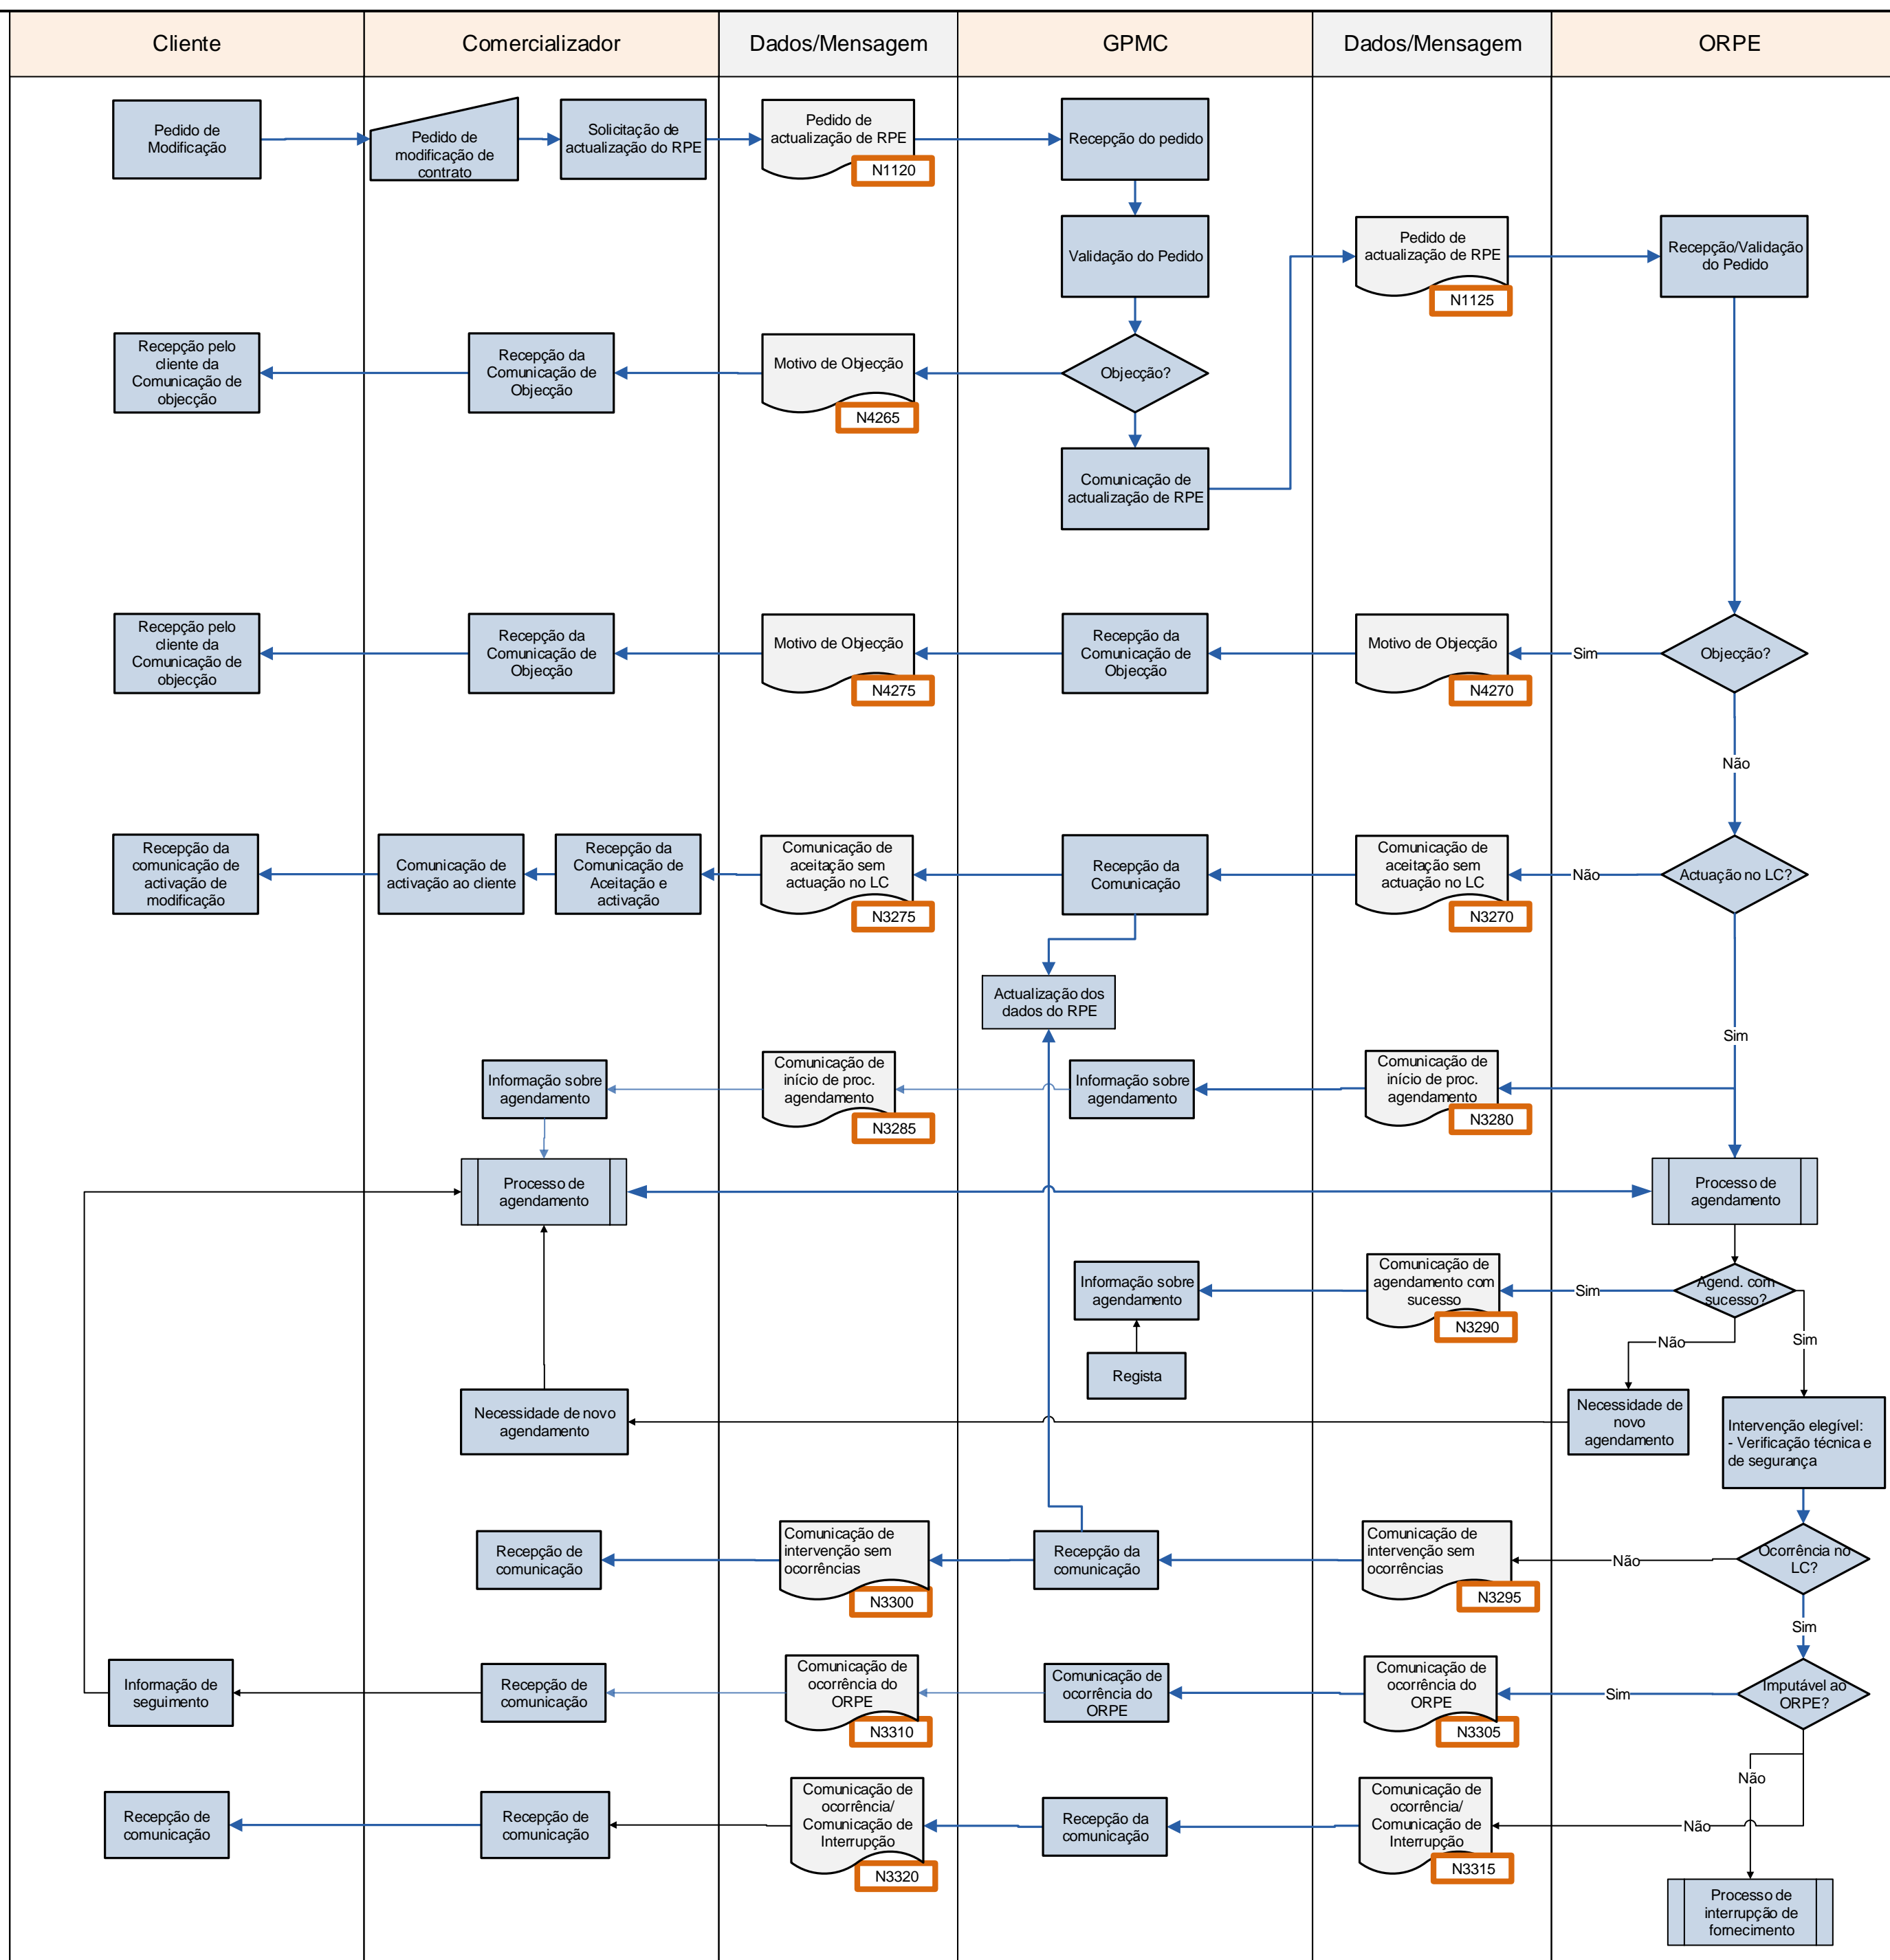 Cliente
Comercializador
Dados/Mensagem
GPMC
Dados/Mensagem
ORPE
Pedido de
Modificação
Pedido de
modificação de
contrato
Solicitação de
actualização do RPE
Pedido de
actualização de RPE
N1120
Recepção do pedido
Validação do Pedido
Pedido de
actualização de RPE
N1125
Recepção/Validação
do Pedido
Recepção pelo
cliente da
Comunicação de
objecção
Recepção da
Comunicação de
Objecção
Motivo de Objecção
N4265
Objecção?
Comunicação de
actualização de RPE
Recepção pelo
cliente da
Comunicação de
objecção
Recepção da
Comunicação de
Objecção
Motivo de Objecção
N4275
Recepção da
Comunicação de
Objecção
Motivo de Objecção
N4270
Sim
Objecção?
Não
Recepção da
comunicação de
activação de
modificação
Comunicação de
activação ao cliente
Recepção da
Comunicação de
Aceitação e
activação
Comunicação de
aceitação sem
actuação no LC
N3275
Recepção da
Comunicação
Comunicação de
aceitação sem
actuação no LC
N3270
Não
Actuação no LC?
Actualização dos
dados do RPE
Sim
Informação sobre
agendamento
Comunicação de
início de proc.
agendamento
N3285
Informação sobre
agendamento
Comunicação de
início de proc.
agendamento
N3280
Processo de
agendamento
Processo de
agendamento
Informação sobre
agendamento
Comunicação de
agendamento com
sucesso
N3290
Sim
Agend. com
sucesso?
Não
Sim
Regista
Necessidade de novo
agendamento
Necessidade de
novo
agendamento
Intervenção elegível:
- Verificação técnica e
de segurança
Recepção de
comunicação
Comunicação de
intervenção sem
ocorrências
N3300
Recepção da
comunicação
Comunicação de
intervenção sem
ocorrências
N3295
Não
Ocorrência no
LC?
Sim
Informação de
seguimento
Recepção de
comunicação
Comunicação de
ocorrência do
ORPE
N3310
Comunicação de
ocorrência do
ORPE
Comunicação de
ocorrência do
ORPE
N3305
Sim
Imputável ao
ORPE?
Não
Recepção de
comunicação
Recepção de
comunicação
Comunicação de
ocorrência/
Comunicação de
Interrupção
N3320
Recepção da
comunicação
Comunicação de
ocorrência/
Comunicação de
Interrupção
N3315
Não
Processo de
interrupção de
fornecimento